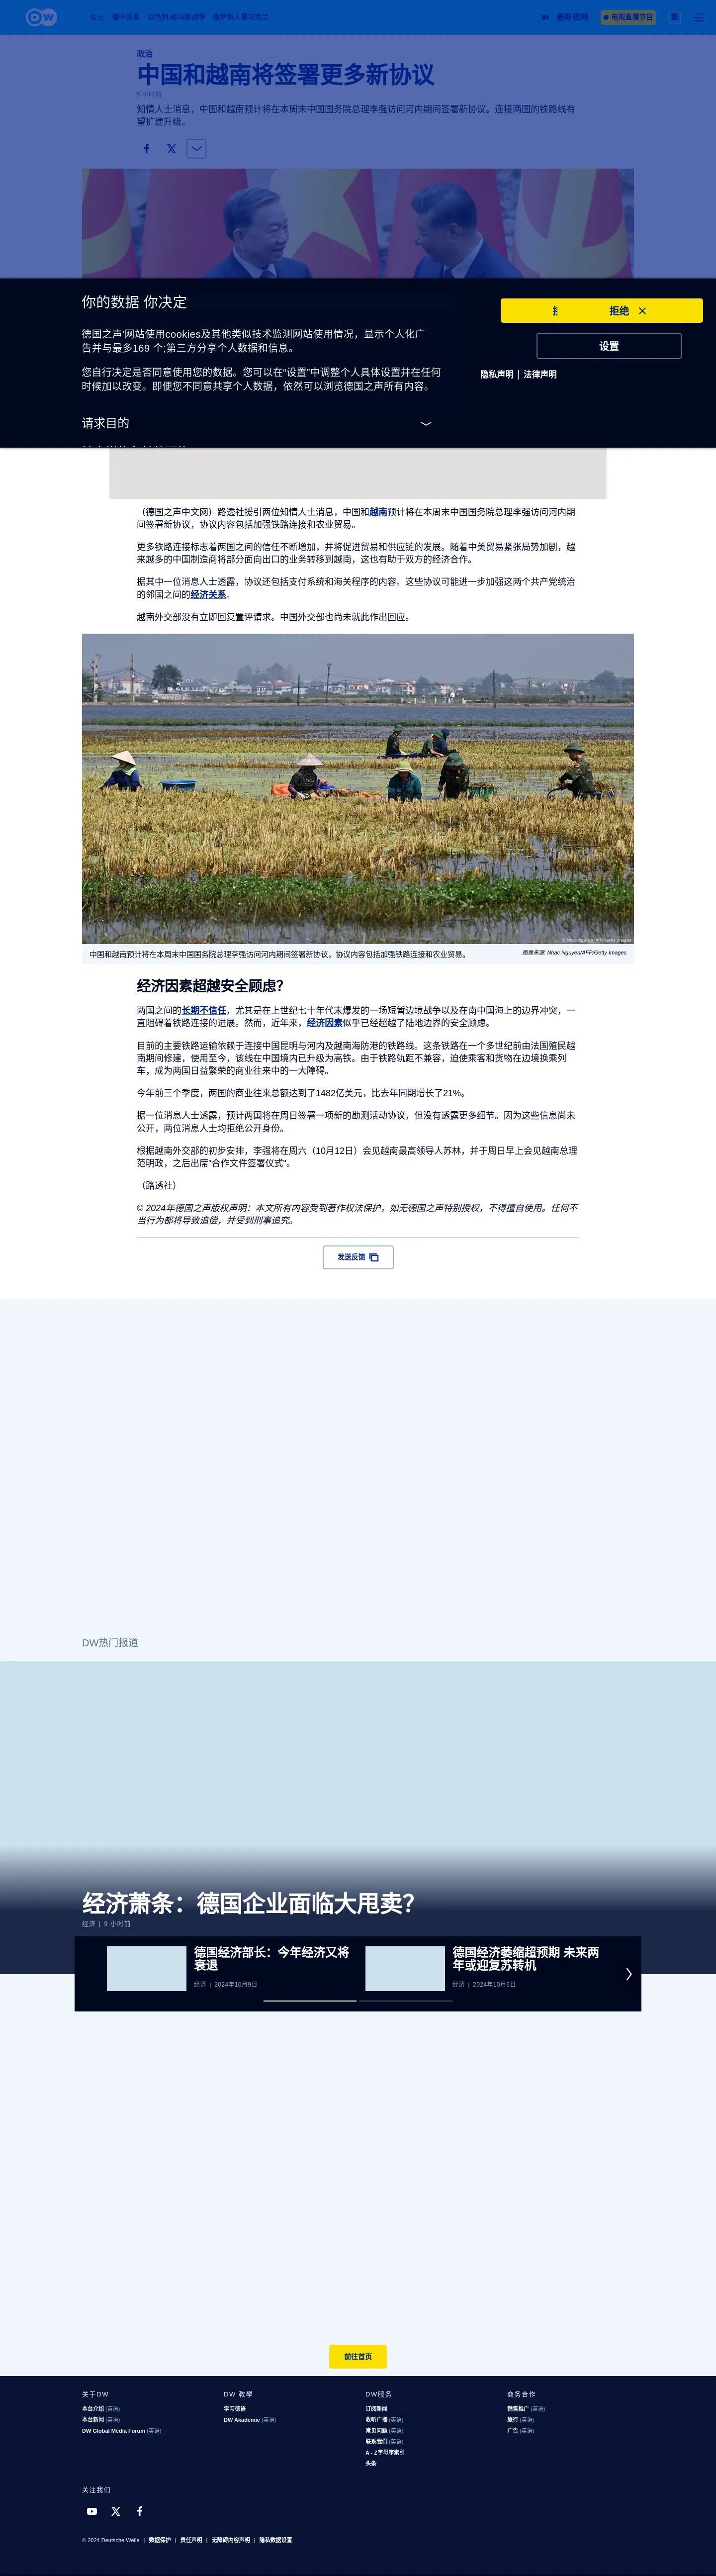 DW
焦点 德中关系 以色列-哈马斯战争 俄罗斯入侵乌克兰
最新视频
电视直播节目
繁
政治
中国和越南将签署更多新协议
9 小时前
知情人士消息，中国和越南预计将在本周末中国国务院总理李强访问河内期间签署新协议。连接两国的铁路线有
望扩建升级。
你的数据 你决定
拒绝
德国之声'网站使用cookies及其他类似技术监测网站使用情况，显示个人化广
告并与最多169 个;第三方分享个人数据和信息。
设置
您自行决定是否同意使用您的数据。您可以在"设置"中调整个人具体设置并在任何
时候加以改变。即便您不同意共享个人数据，依然可以浏览德国之声所有内容。
隐私声明 | 法律声明
请求目的
（德国之声中文网）路透社援引两位知情人士消息，中国和越南预计将在本周末中国国务院总理李强访问河内期
间签署新协议，协议内容包括加强铁路连接和农业贸易。
更多铁路连接标志着两国之间的信任不断增加，并将促进贸易和供应链的发展。随着中美贸易紧张局势加剧，越
来越多的中国制造商将部分面向出口的业务转移到越南，这也有助于双方的经济合作。
据其中一位消息人士透露，协议还包括支付系统和海关程序的内容。这些协议可能进一步加强这两个共产党统治
的邻国之间的经济关系。
越南外交部没有立即回复置评请求。中国外交部也尚未就此作出回应。
中国和越南预计将在本周末中国国务院总理李强访问河内期间签署新协议，协议内容包括加强铁路连接和农业贸易。
图像来源: Nhac Nguyen/AFP/Getty Images
经济因素超越安全顾虑？
两国之间的长期不信任，尤其是在上世纪七十年代末爆发的一场短暂边境战争以及在南中国海上的边界冲突，一
直阻碍着铁路连接的进展。然而，近年来，经济因素似乎已经超越了陆地边界的安全顾虑。
目前的主要铁路运输依赖于连接中国昆明与河内及越南海防港的铁路线。这条铁路在一个多世纪前由法国殖民越
南期间修建，使用至今，该线在中国境内已升级为高铁。由于铁路轨距不兼容，迫使乘客和货物在边境换乘列
车，成为两国日益繁荣的商业往来中的一大障碍。
今年前三个季度，两国的商业往来总额达到了1482亿美元，比去年同期增长了21%。
据一位消息人士透露，预计两国将在周日签署一项新的勘测活动协议，但没有透露更多细节。因为这些信息尚未
公开，两位消息人士均拒绝公开身份。
根据越南外交部的初步安排，李强将在周六（10月12日）会见越南最高领导人苏林，并于周日早上会见越南总理
范明政，之后出席"合作文件签署仪式"。
（路透社）
© 2024年德国之声版权声明：本文所有内容受到著作权法保护，如无德国之声特别授权，不得擅自使用。任何不
当行为都将导致追偿，并受到刑事追究。
发送反馈
DW热门报道
经济萧条：德国企业面临大甩卖？
经济 | 9 小时前
德国经济部长：今年经济又将
衰退
经济 | 2024年10月9日
德国经济萎缩超预期 未来两
年或迎复苏转机
经济 | 2024年10月6日
前往首页
关于DW
本台介绍 (英语)
本台新闻 (英语)
DW Global Media Forum (英语)
DW 教學
学习德语
DW Akademie (英语)
DW服务
订阅新闻
收听广播 (英语)
常见问题 (英语)
联系我们 (英语)
A - Z字母序索引
头条
商务合作
销售推广 (英语)
旅行 (英语)
广告 (英语)
关注我们
© 2024 Deutsche Welle | 数据保护 | 责任声明 | 无障碍内容声明 | 隐私数据设置